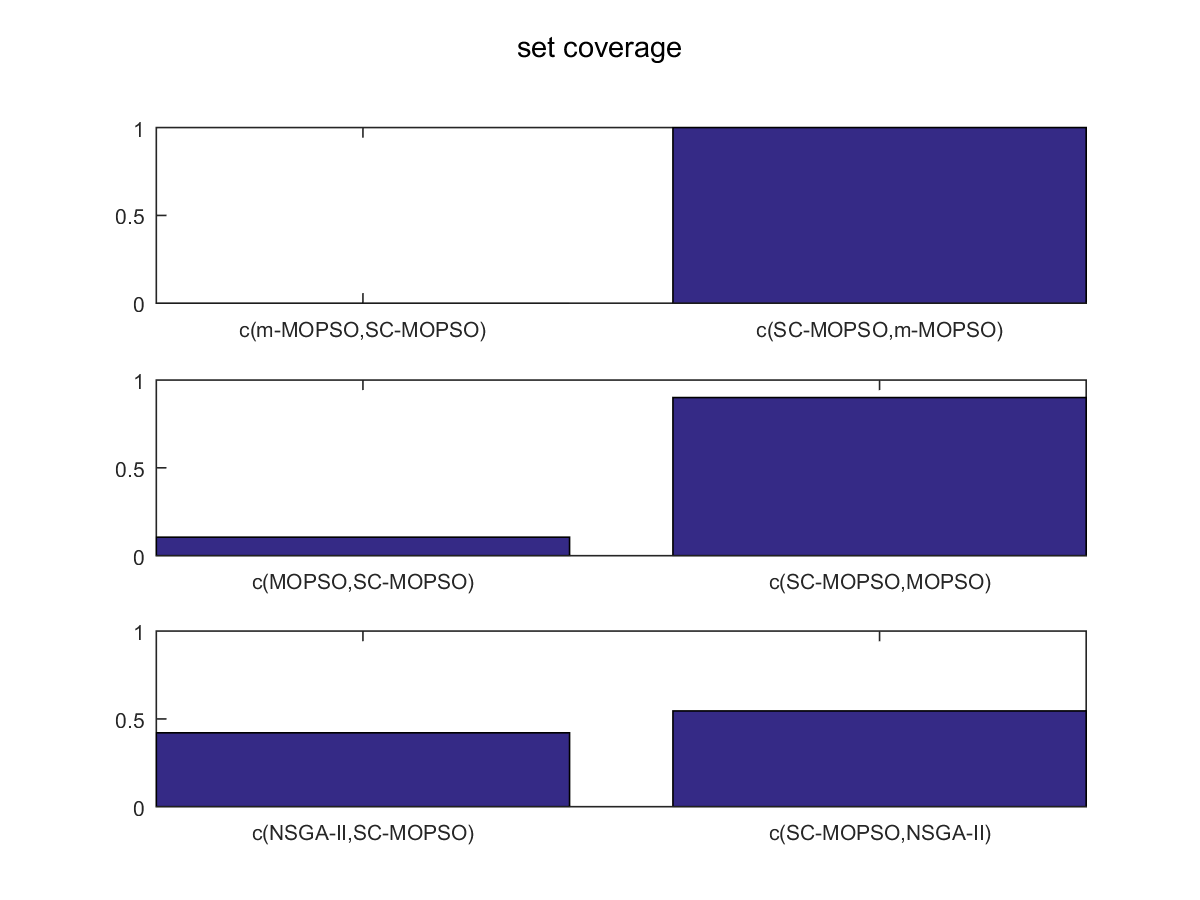 set coverage
1
0.5
0
c(m-MOPSO,SC-MOPSO) c(SC-MOPSO,m-MOPSO)
1
0.5
0
c(MOPSO,SC-MOPSO) c(SC-MOPSO,MOPSO)
1
0.5
0
c(NSGA-II,SC-MOPSO) c(SC-MOPSO,NSGA-II)